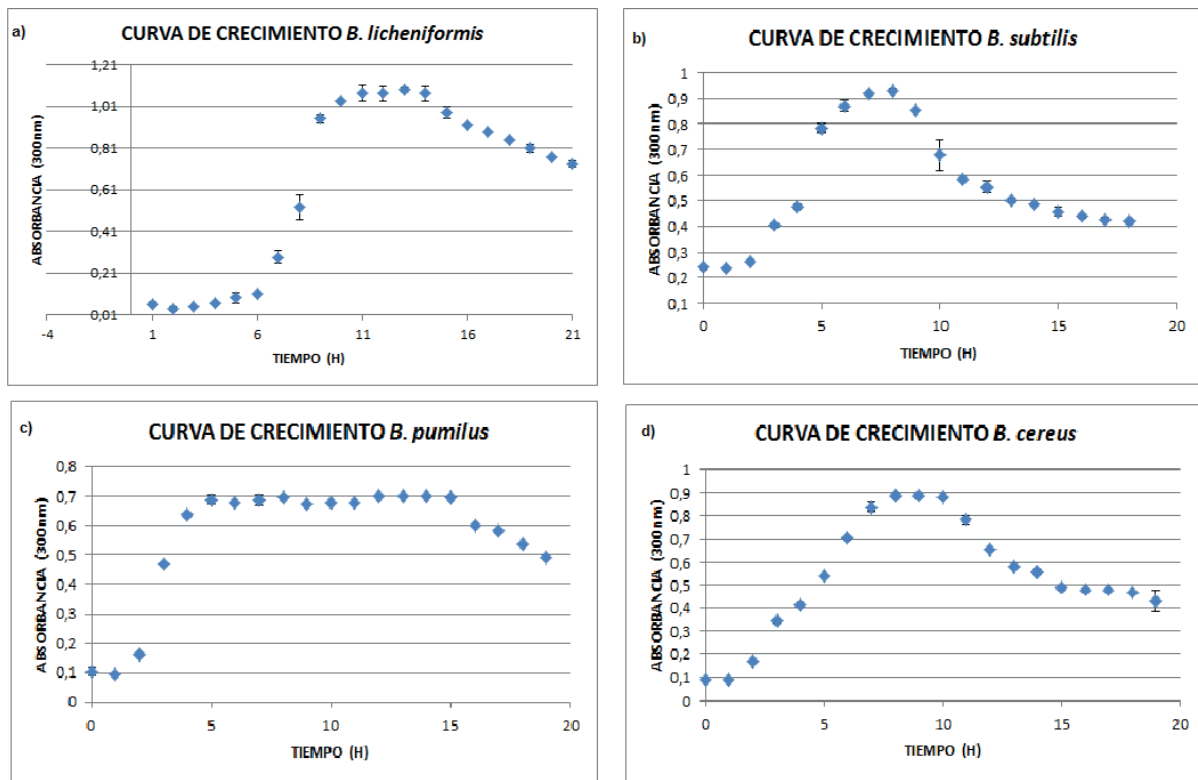 a)
CURVA DE CRECIMIENTO B. licheniformis
ABSORBANCIA (300nm)
1,21
1,01
0,81
0,61
0,41
0,21
0,01
-4 1 6 11 16 21
TIEMPO (H)
b)
CURVA DE CRECIMIENTO B. subtilis
ABSORBANCIA (300nm)
1
0,9
0,8
0,7
0,6
0,5
0,4
0,3
0,2
0,1
0 5 10 15 20
TIEMPO (H)
c)
CURVA DE CRECIMIENTO B. pumilus
ABSORBANCIA (300nm)
0,8
0,7
0,6
0,5
0,4
0,3
0,2
0,1
0
0 5 10 15 20
TIEMPO (H)
d)
CURVA DE CRECIMIENTO B. cereus
ABSORBANCIA (300nm)
1
0,9
0,8
0,7
0,6
0,5
0,4
0,3
0,2
0,1
0
0 5 10 15 20
TIEMPO (H)